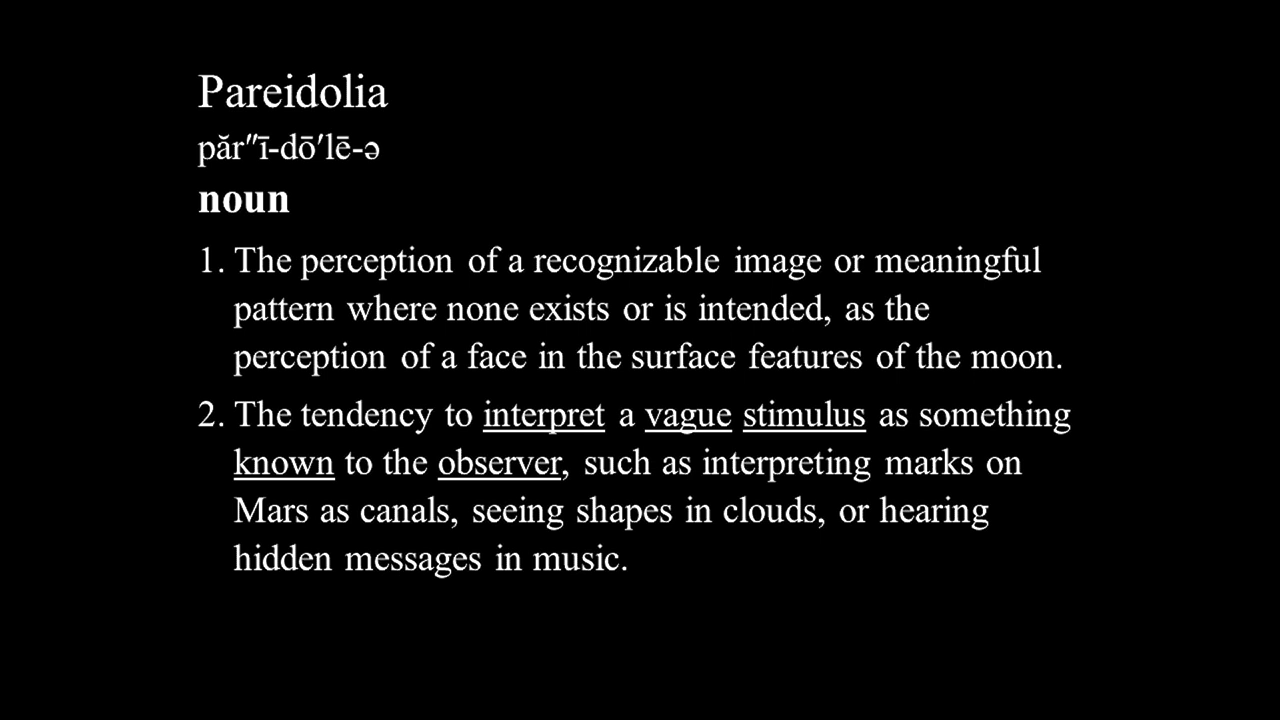 Pareidolia
păr″ī-dō′lē-ə
noun
1. The perception of a recognizable image or meaningful
pattern where none exists or is intended, as the
perception of a face in the surface features of the moon.
2. The tendency to interpret a vague stimulus as something
known to the observer, such as interpreting marks on
Mars as canals, seeing shapes in clouds, or hearing
hidden messages in music.